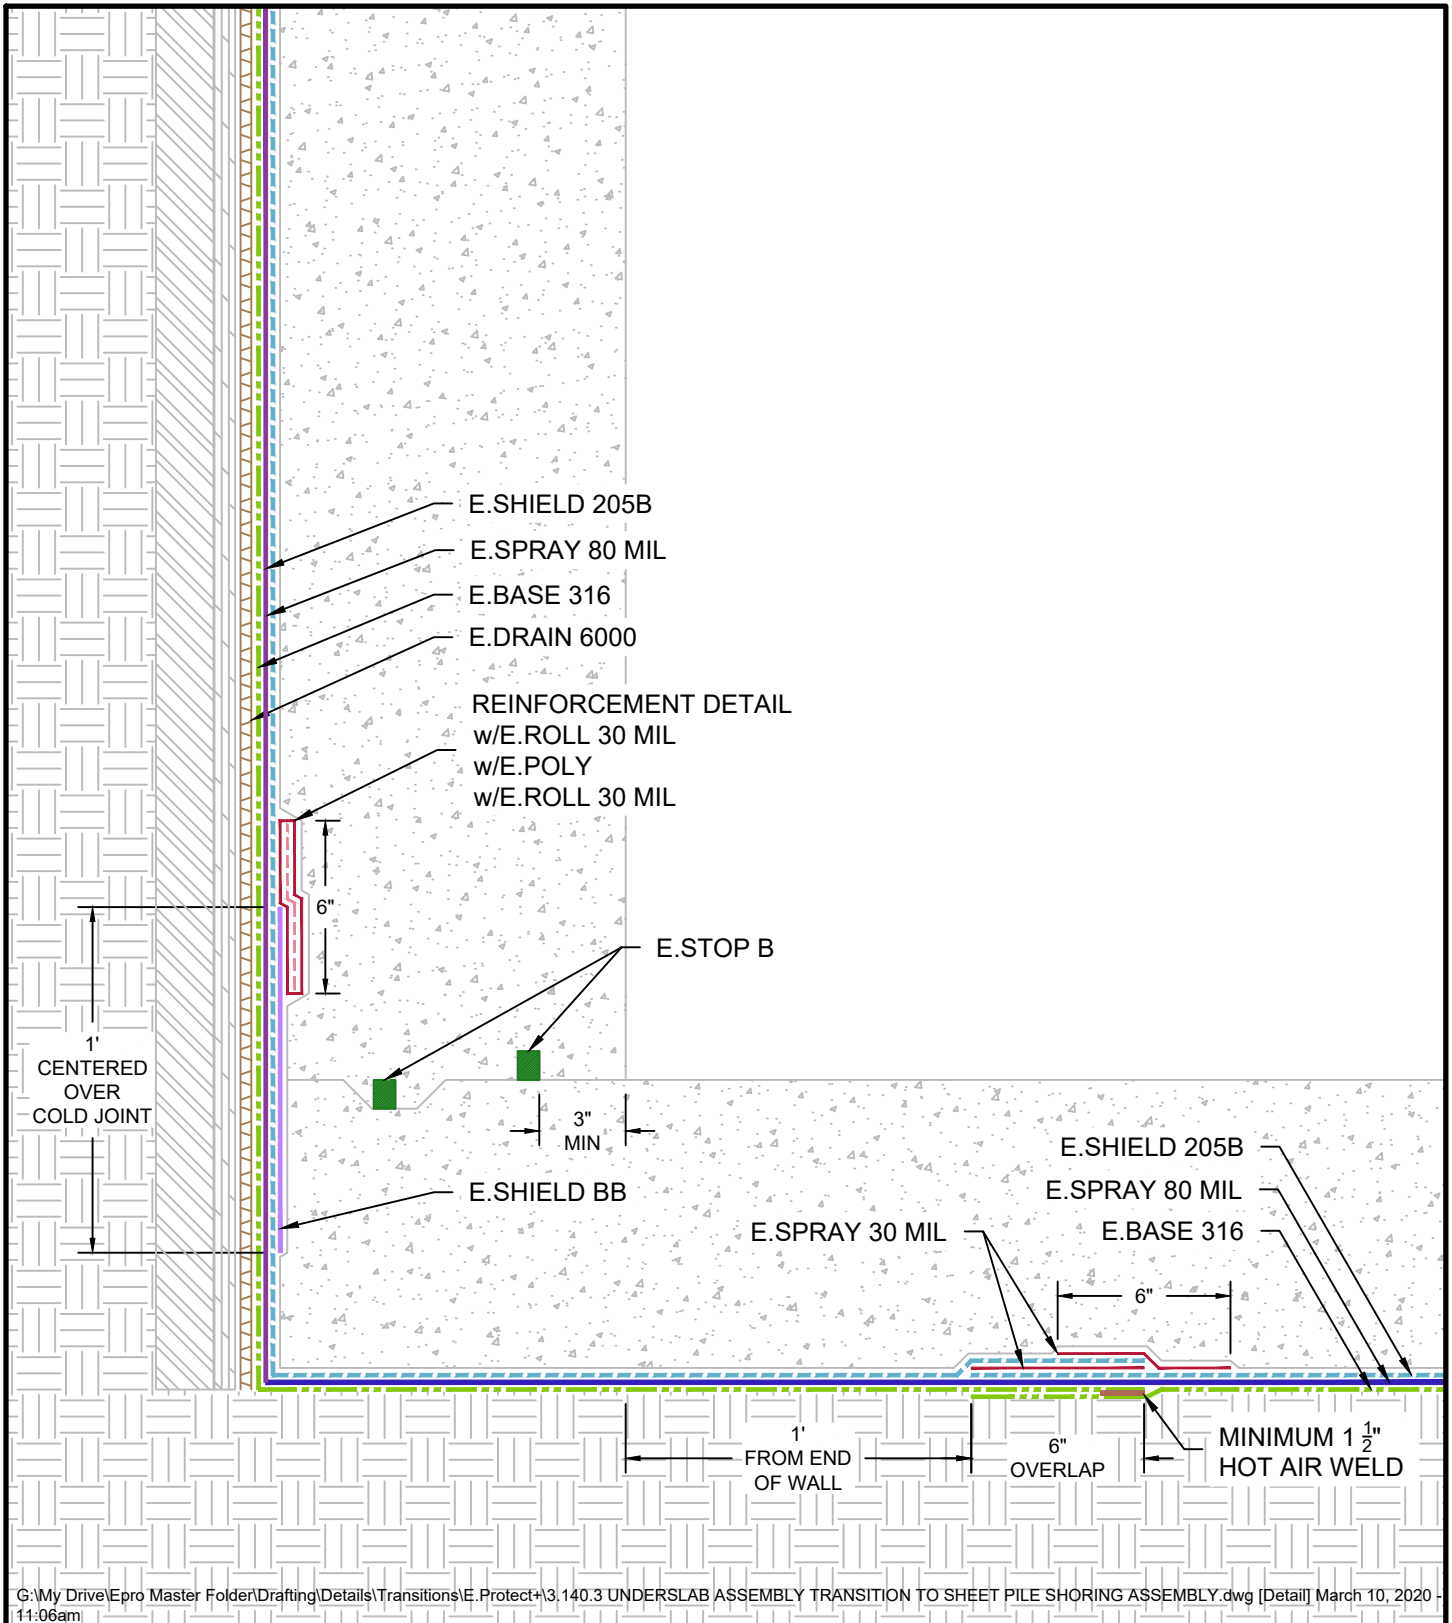 E.SHIELD 205B
E.SPRAY 80 MIL
E.BASE 316
E.DRAIN 6000
REINFORCEMENT DETAIL
w/E.ROLL 30 MIL
w/E.POLY
w/E.ROLL 30 MIL
6"
E.STOP B
1'
CENTERED
OVER
COLD JOINT
3"
MIN
E.SHIELD BB
E.SHIELD 205B
E.SPRAY 80 MIL
E.BASE 316
E.SPRAY 30 MIL
6"
1'
FROM END
OF WALL
6"
OVERLAP
MINIMUM 1 1/2"
HOT AIR WELD
G:\My Drive\Epro Master Folder\Drafting\Details\Transitions\E.Protect+\3.140.3 UNDERSLAB ASSEMBLY TRANSITION TO SHEET PILE SHORING ASSEMBLY.dwg [Detail] March 10, 2020 -
11:06am